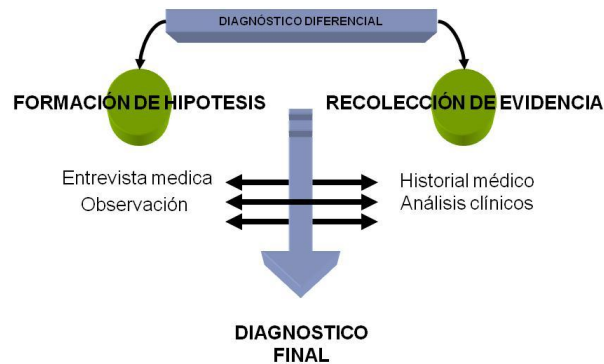 DIAGNÓSTICO DIFERENCIAL
FORMACIÓN DE HIPOTESIS
RECOLECCIÓN DE EVIDENCIA
Entrevista medica
Observación
Historial médico
Análisis clínicos
DIAGNOSTICO
FINAL